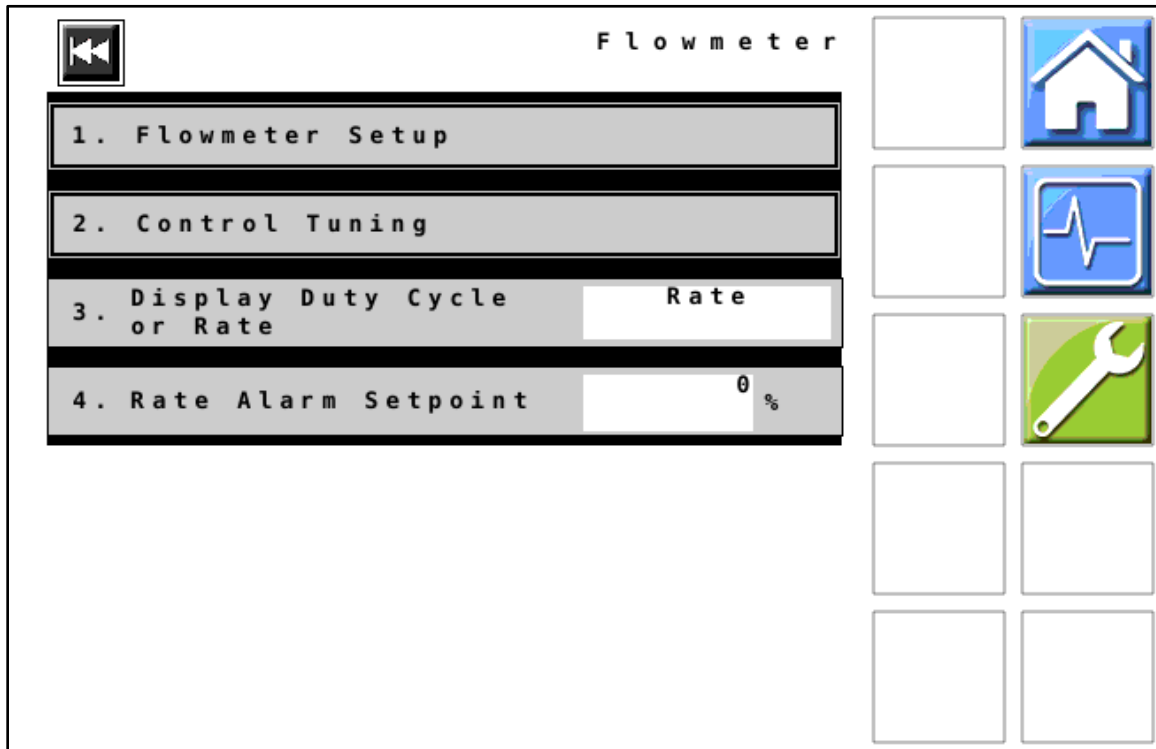 Flowmeter
1. Flowmeter Setup
2. Control Tuning
3. Display Duty Cycle
or Rate
Rate
4. Rate Alarm Setpoint
0
%